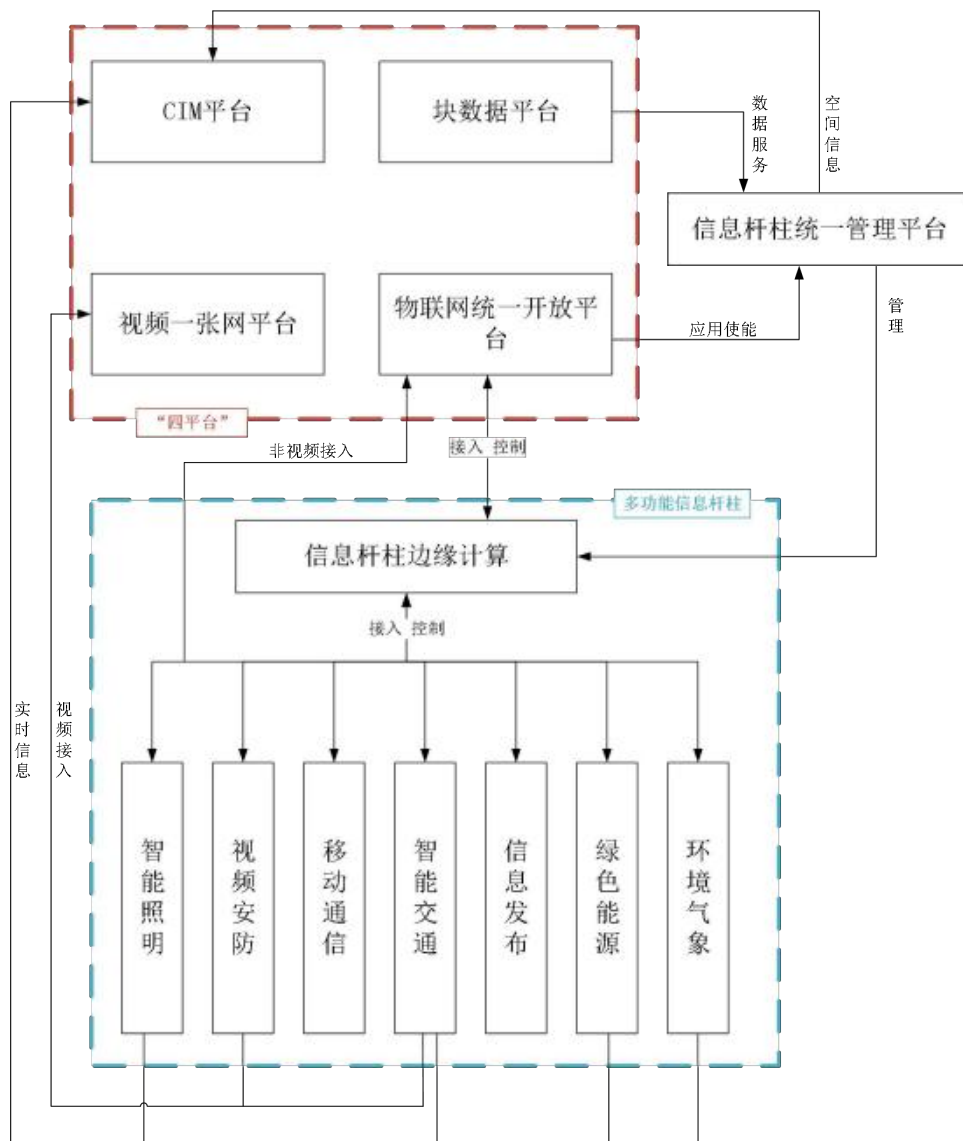 CIM平台
块数据平台
数据服务
空间信息
信息杆柱统一管理平台
视频一张网平台
物联网统一开放平
台
应用使能
管理
“四平台”
非视频接入
接入 控制
多功能信息杆柱
信息杆柱边缘计算
接入 控制
实时信息
视频接入
智能照明
视频安防
移动通信
智能交通
信息发布
绿色能源
环境气象